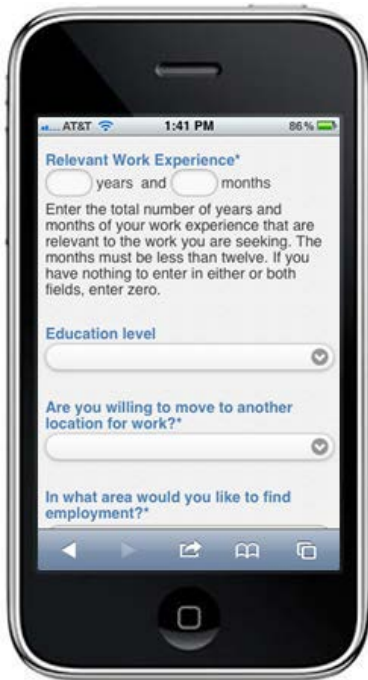 AT&T 1:41 PM 86%
Relevant Work Experience*
years and months
Enter the total number of years and
months of your work experience that are
relevant to the work you are seeking. The
months must be less than twelve. If you
have nothing to enter in either or both
fields, enter zero.
Education level
Are you willing to move to another
location for work?*
In what area would you like to find
employment?*